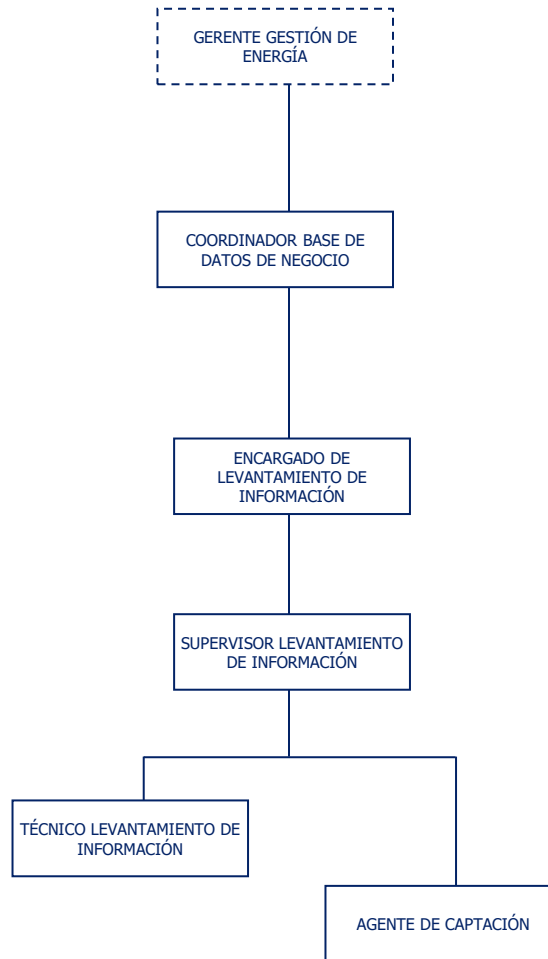 GERENTE GESTIÓN DE
ENERGÍA
COORDINADOR BASE DE
DATOS DE NEGOCIO
ENCARGADO DE
LEVANTAMIENTO DE
INFORMACIÓN
SUPERVISOR LEVANTAMIENTO
DE INFORMACIÓN
TÉCNICO LEVANTAMIENTO DE
INFORMACIÓN
AGENTE DE CAPTACIÓN